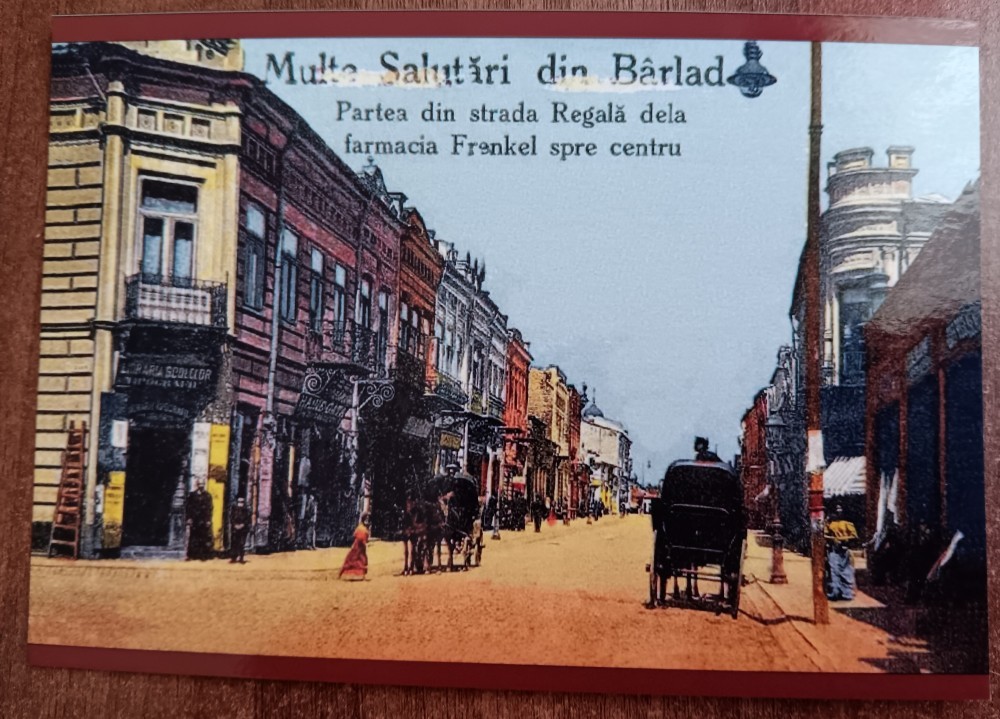 Multe Salutări din Bârlad
Partea din strada Regală dela
farmacia Frenkel spre centru